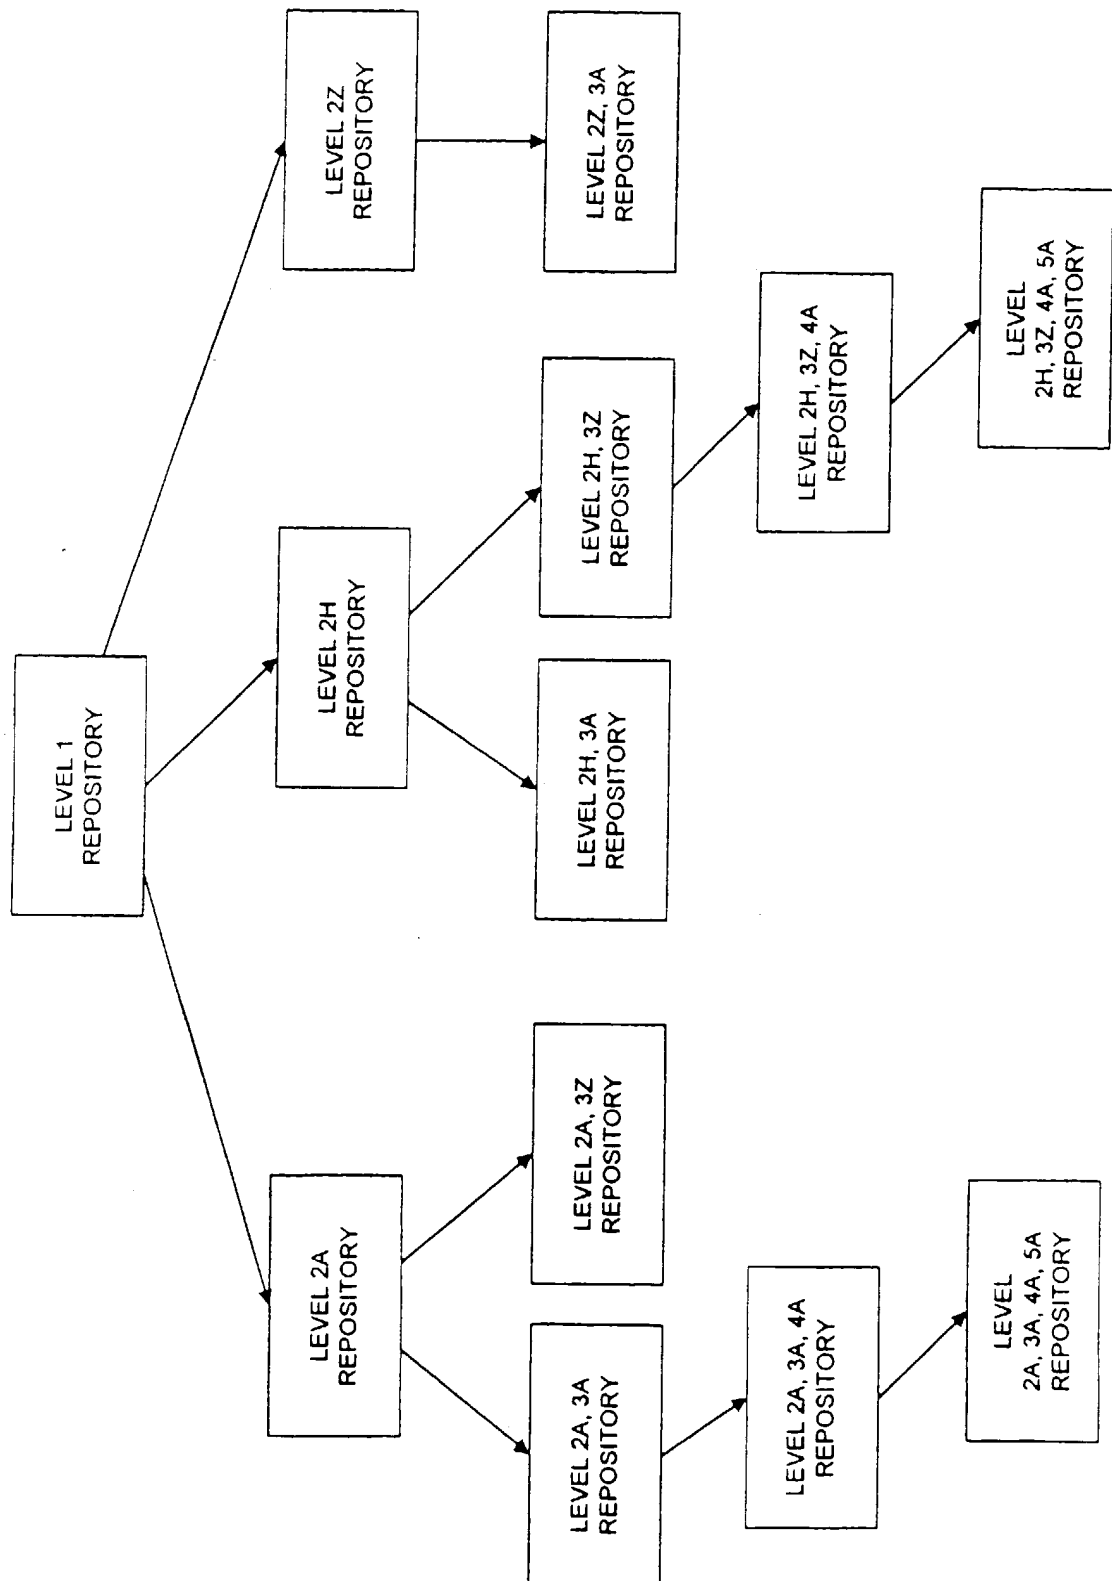 LEVEL 1
REPOSITORY
LEVEL 2A
REPOSITORY
LEVEL 2H
REPOSITORY
LEVEL 2Z
REPOSITORY
LEVEL 2A, 3A
REPOSITORY
LEVEL 2A, 3Z
REPOSITORY
LEVEL 2H, 3A
REPOSITORY
LEVEL 2H, 3Z
REPOSITORY
LEVEL 2Z, 3A
REPOSITORY
LEVEL 2A, 3A, 4A
REPOSITORY
LEVEL 2H, 3Z, 4A
REPOSITORY
LEVEL
2A, 3A, 4A, 5A
REPOSITORY
LEVEL
2H, 3Z, 4A, 5A
REPOSITORY